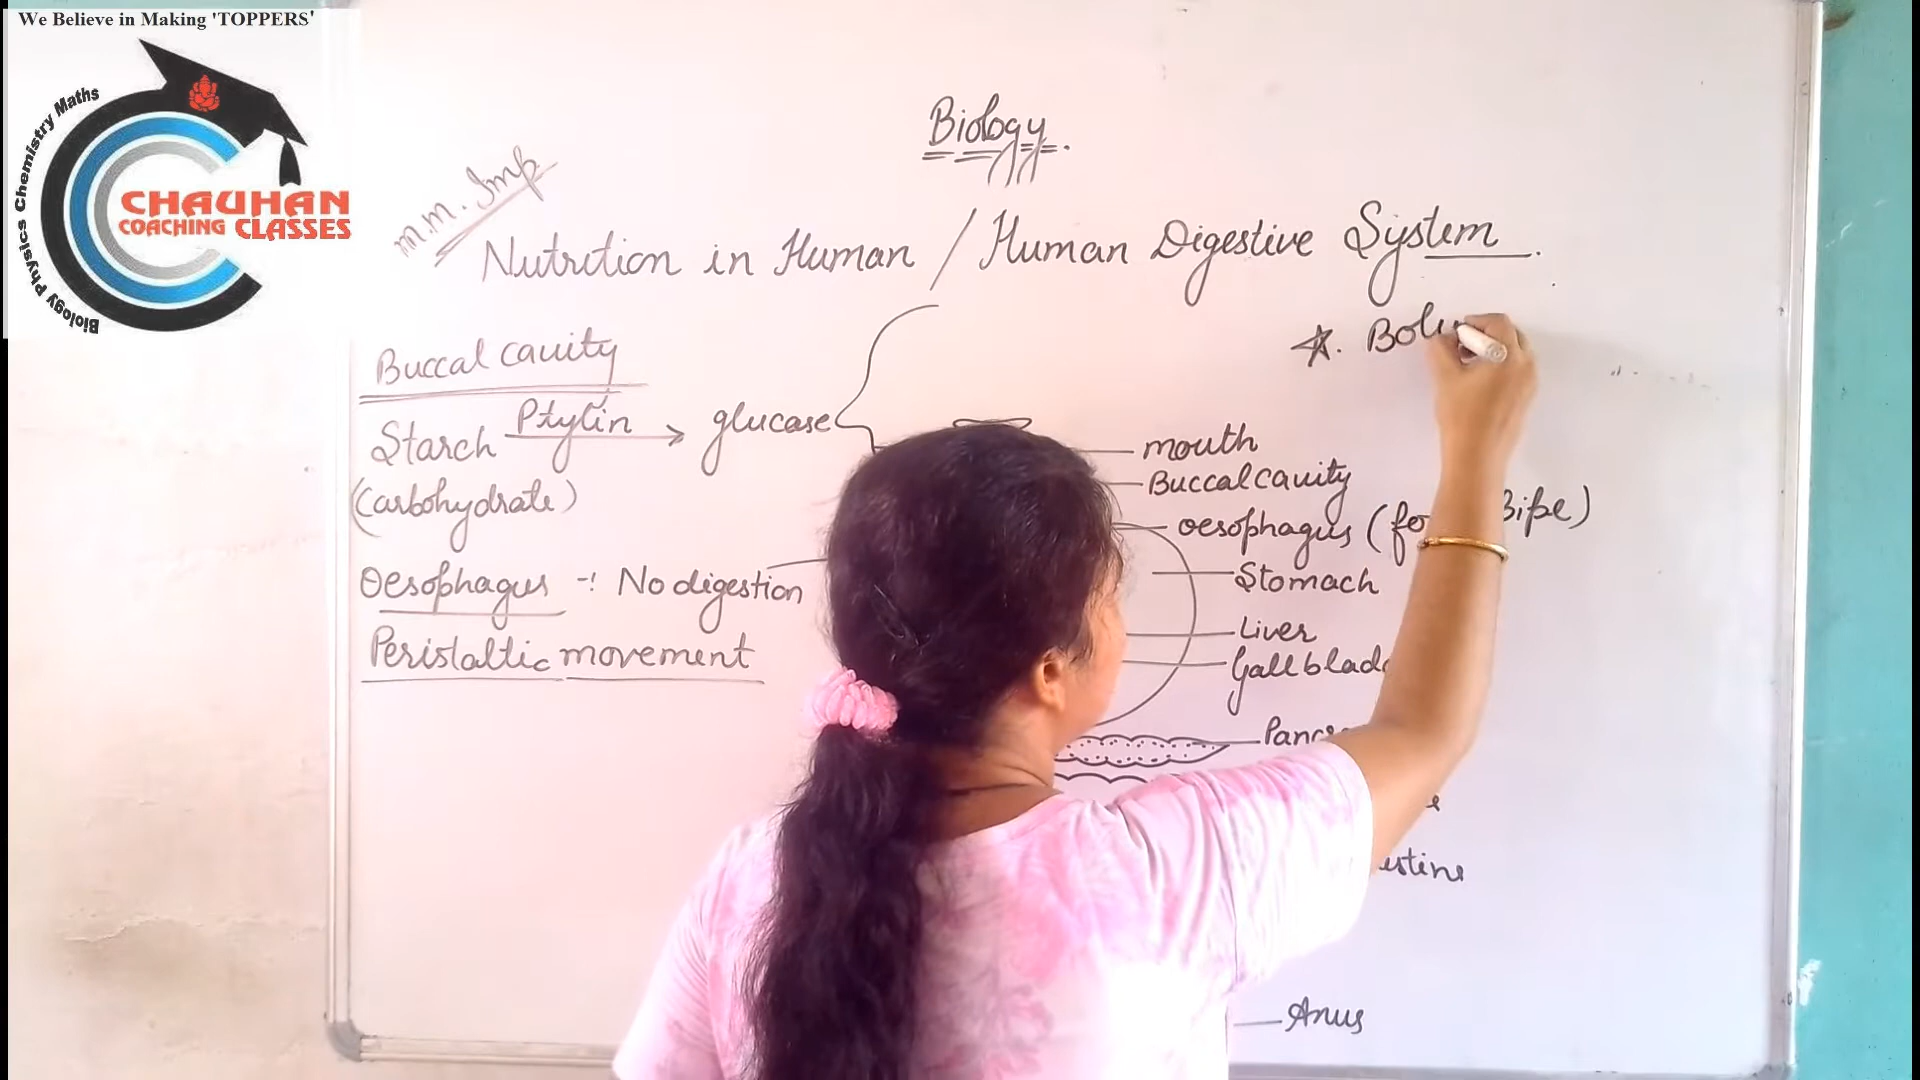 We Believe in Making 'TOPPERS'
Biology Physics Chemistry Maths
CHAUHAN
COACHING CLASSES
Biology.
M.M. Imp
Nutrition in Human / Human Digestive System.
Buccal cavity
Starch Ptylin → glucase
(carbohydrate)
Oesophagus -: No digestion
Peristaltic movement
mouth
Buccal cavity
oesophagus
Stomach
Liver
Anus